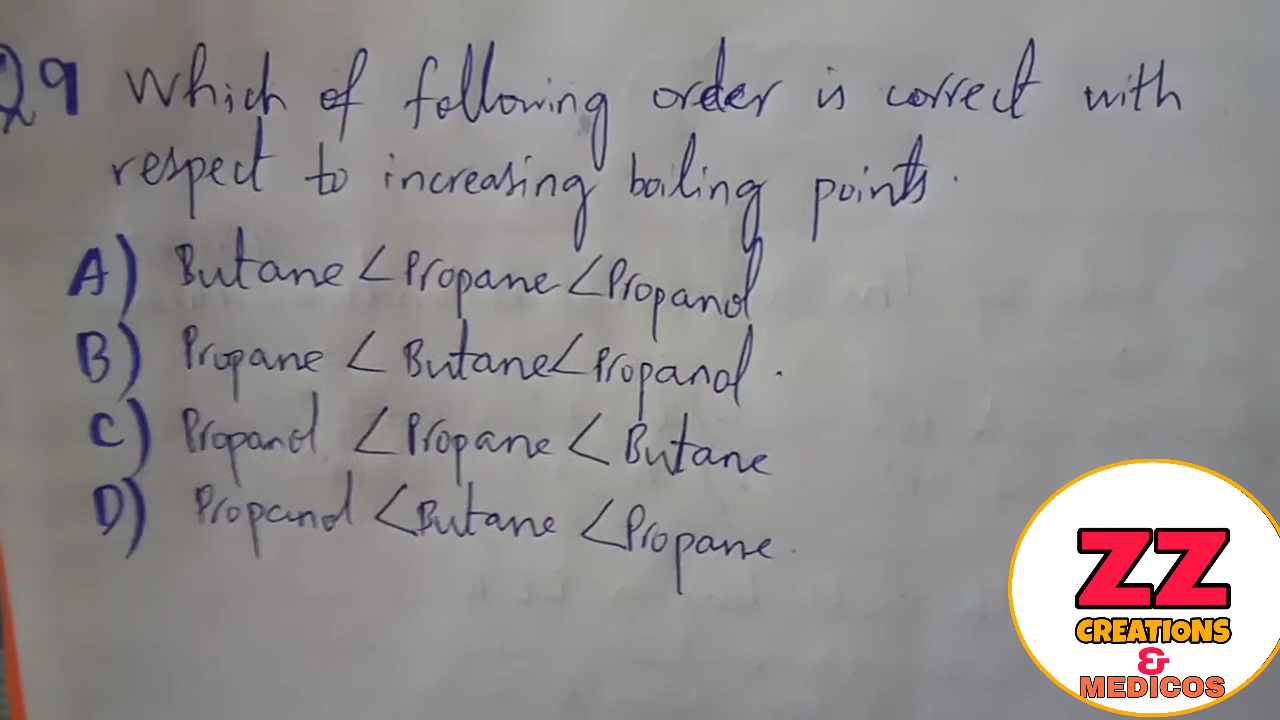 Q9 Which of following order is correct with
respect to increasing boiling points.
A) Butane < Propane < Propanol
B) Propane < Butane < Propanol.
C) Propanol < Propane < Butane
D) Propanol < Butane < Propane.
ZZ
CREATIONS
&
MEDICOS